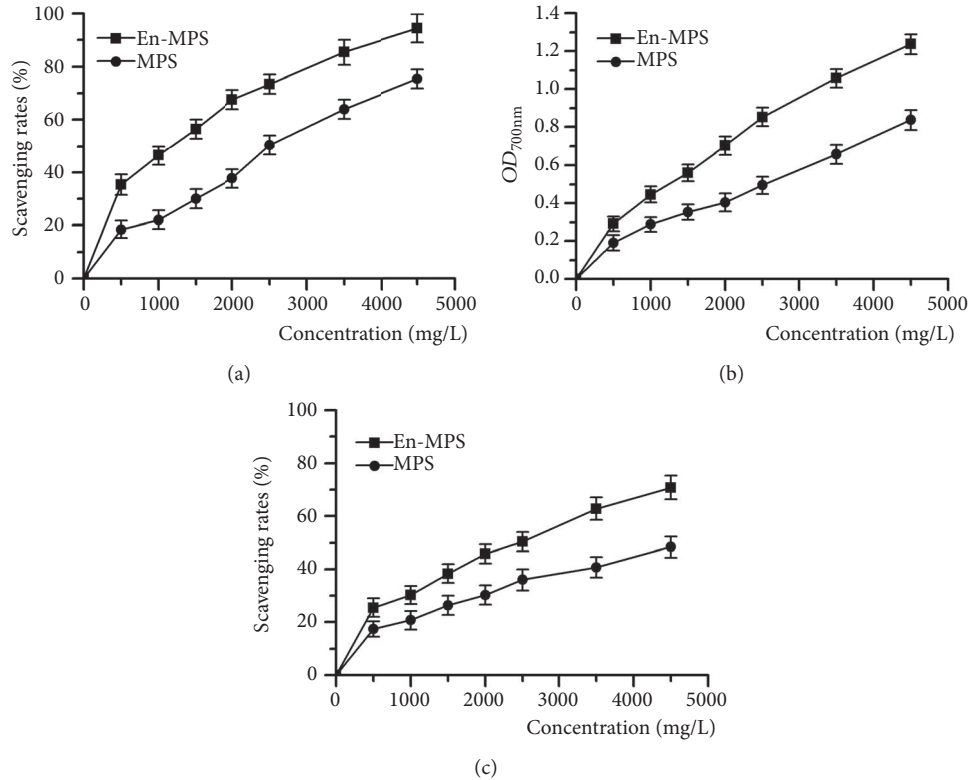 100
80
60
40
20
0
Scavenging rates (%)
En-MPS
MPS
0 1000 2000 3000 4000 5000
Concentration (mg/L)
(a)
1.4
1.2
1.0
0.8
0.6
0.4
0.2
0.0
OD700nm
En-MPS
MPS
0 1000 2000 3000 4000 5000
Concentration (mg/L)
(b)
100
80
60
40
20
0
Scavenging rates (%)
En-MPS
MPS
0 1000 2000 3000 4000 5000
Concentration (mg/L)
(c)